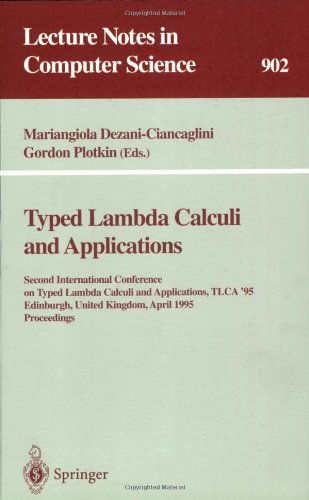 Lecture Notes in
Computer Science 902
Mariangiola Dezani-Ciancaglini
Gordon Plotkin (Eds.)
Typed Lambda Calculi
and Applications
Second International Conference
on Typed Lambda Calculi and Applications, TLCA '95
Edinburgh, United Kingdom, April 1995
Proceedings
Springer